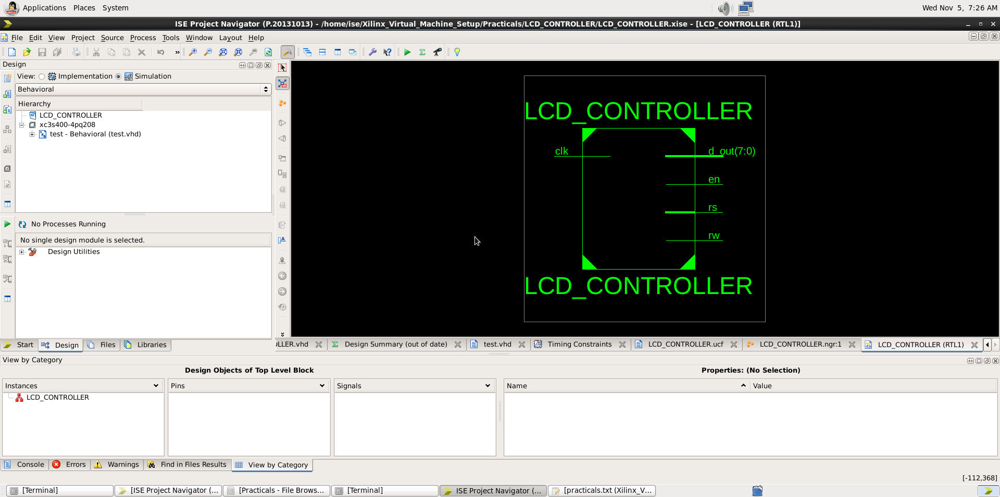 Applications Places System
Wed Nov 5, 7:26 AM
ISE Project Navigator (P.20131013) - /home/ise/Xilinx_Virtual_Machine_Setup/Practicals/LCD_CONTROLLER/LCD_CONTROLLER.xise - [LCD_CONTROLLER (RTL1)]
File Edit View Project Source Process Tools Window Layout Help
Design
View: Implementation Simulation
Behavioral
Hierarchy
LCD_CONTROLLER
xc3s400-4pq208
test - Behavioral (test.vhd)
No Processes Running
No single design module is selected.
Design Utilities
Start Design Files Libraries
LCD_CONTROLLER
clk
d_out(7:0)
en
rs
rw
LCD_CONTROLLER
OLLER.vhd Design Summary (out of date) test.vhd Timing Constraints LCD_CONTROLLER.ucf LCD_CONTROLLER.ngr:1 LCD_CONTROLLER (RTL1)
View by Category
Design Objects of Top Level Block
Properties: (No Selection)
Instances Pins Signals Name Value
LCD_CONTROLLER
Console Errors Warnings Find in Files Results View by Category
[-112,368]
[Terminal] [ISE Project Navigator (... [Practicals - File Brows... [Terminal] ISE Project Navigator (... [practicals.txt (Xilinx_V...